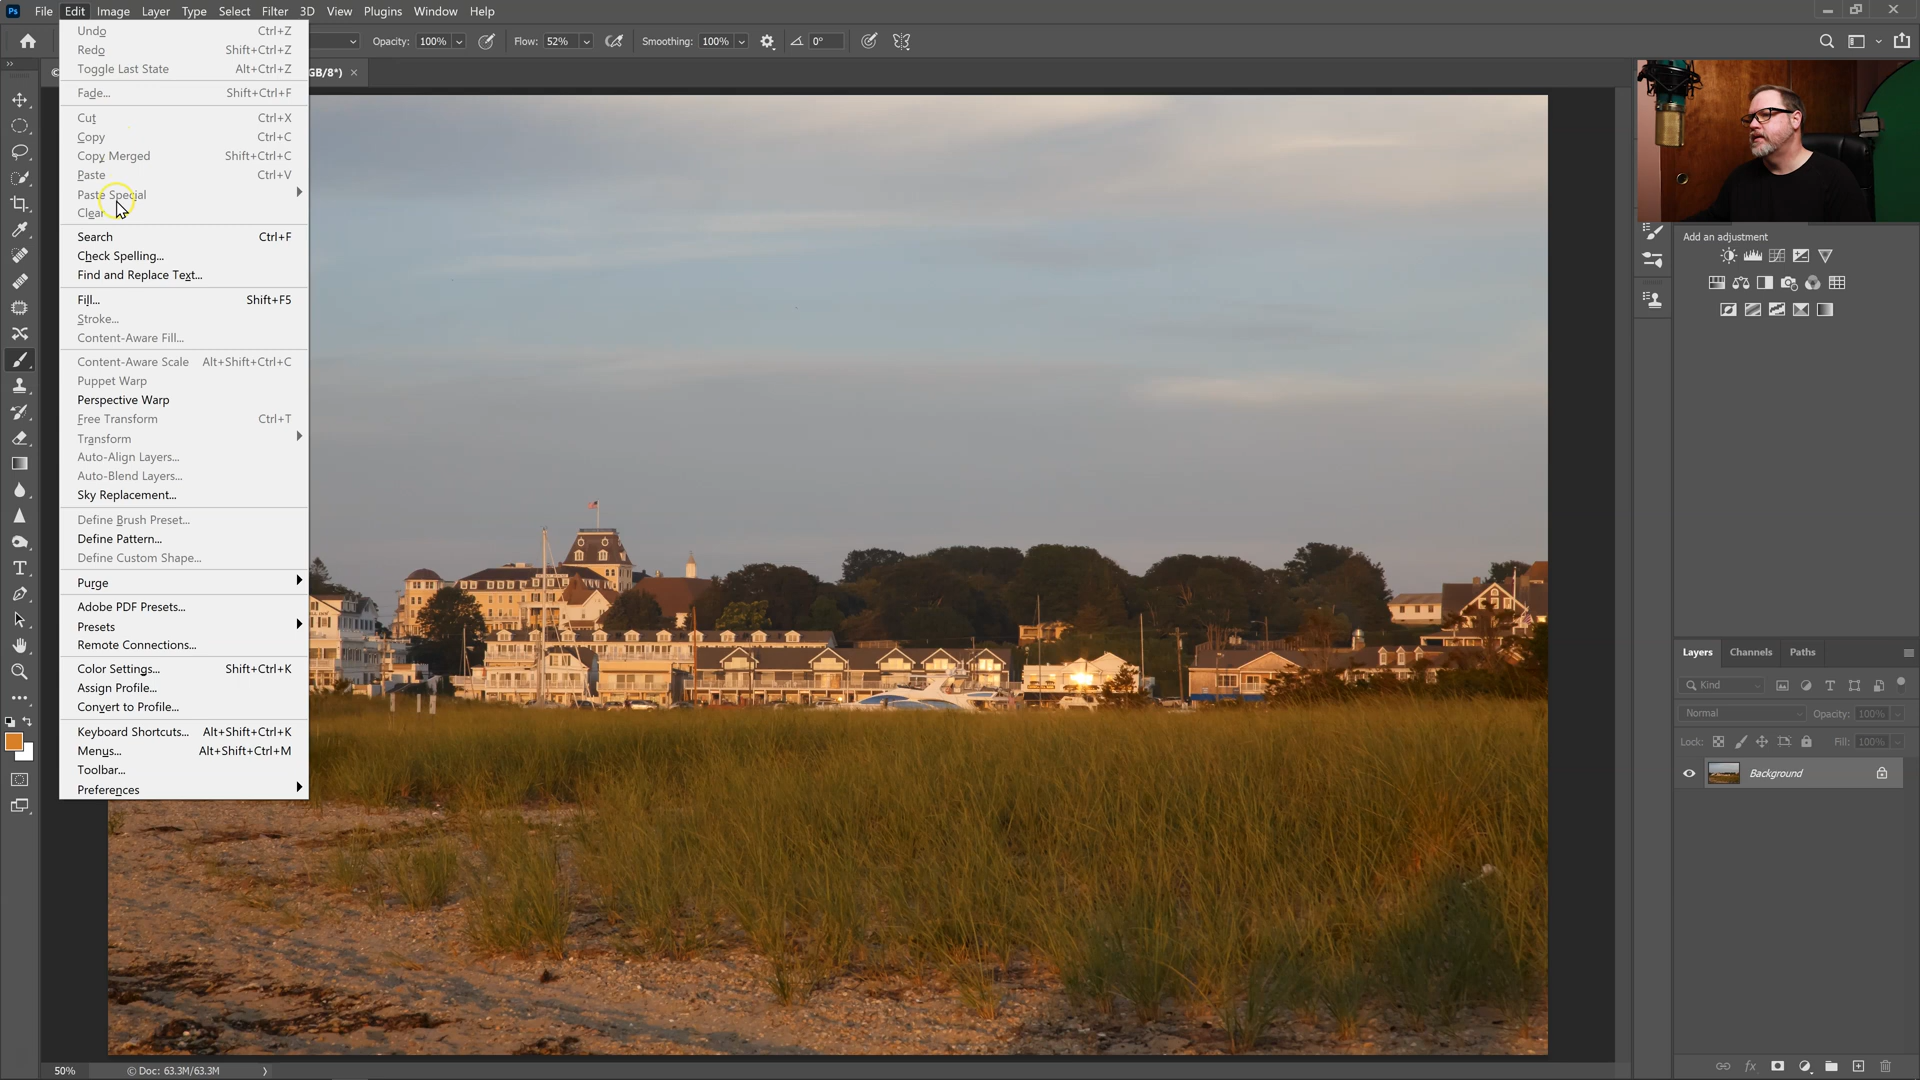 Ps File Edit Image Layer Type Select Filter 3D View Plugins Window Help
Opacity: 100% Flow: 52% Smoothing: 100% 0°
GB/8*) ×
Undo Ctrl+Z
Redo Shift+Ctrl+Z
Toggle Last State Alt+Ctrl+Z
Fade... Shift+Ctrl+F
Cut Ctrl+X
Copy Ctrl+C
Copy Merged Shift+Ctrl+C
Paste Ctrl+V
Paste Special
Clear
Search Ctrl+F
Check Spelling...
Find and Replace Text...
Fill... Shift+F5
Stroke...
Content-Aware Fill...
Content-Aware Scale Alt+Shift+Ctrl+C
Puppet Warp
Perspective Warp
Free Transform Ctrl+T
Transform
Auto-Align Layers...
Auto-Blend Layers...
Sky Replacement...
Define Brush Preset...
Define Pattern...
Define Custom Shape...
Purge
Adobe PDF Presets...
Presets
Remote Connections...
Color Settings... Shift+Ctrl+K
Assign Profile...
Convert to Profile...
Keyboard Shortcuts... Alt+Shift+Ctrl+K
Menus... Alt+Shift+Ctrl+M
Toolbar...
Preferences
Add an adjustment
Layers Channels Paths
Kind
Normal Opacity: 100%
Lock: Fill: 100%
Background
50% © Doc: 63.3M/63.3M